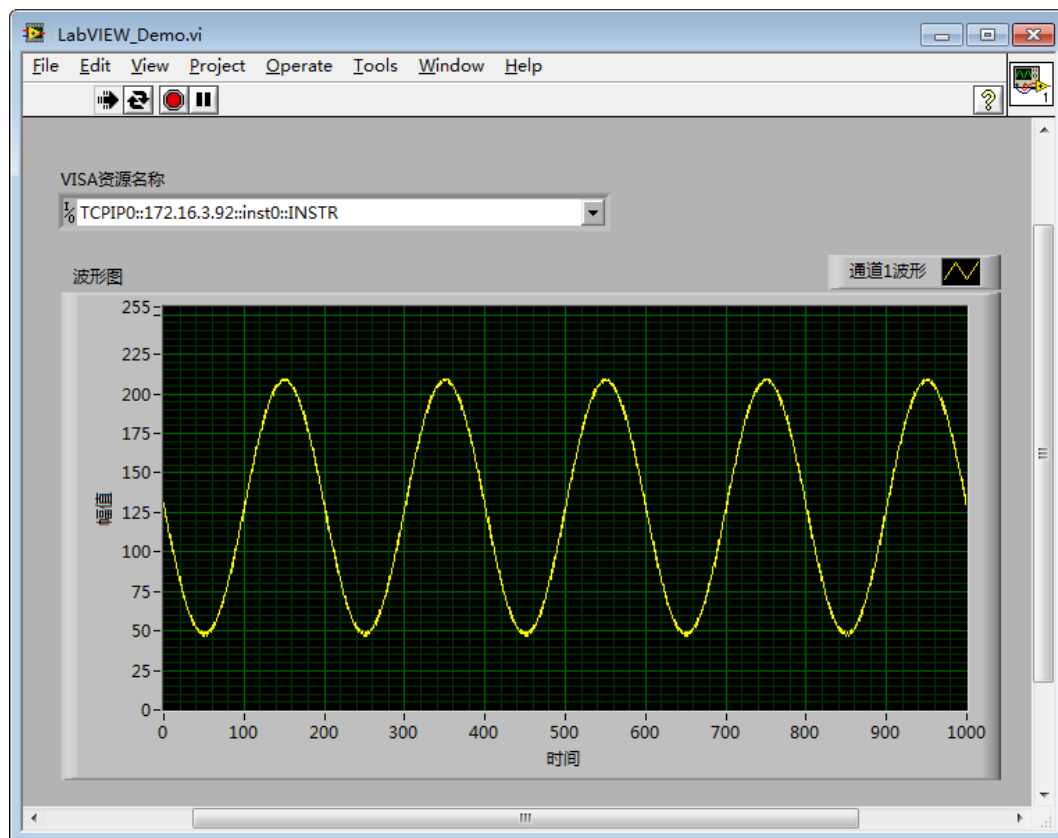 LabVIEW_Demo.vi
File Edit View Project Operate Tools Window Help
1
VISA资源名称
I/O TCPIP0::172.16.3.92::inst0::INSTR
波形图
通道1波形
255
225
200
175
150
125
100
75
50
25
0
幅值
0 100 200 300 400 500 600 700 800 900 1000
时间